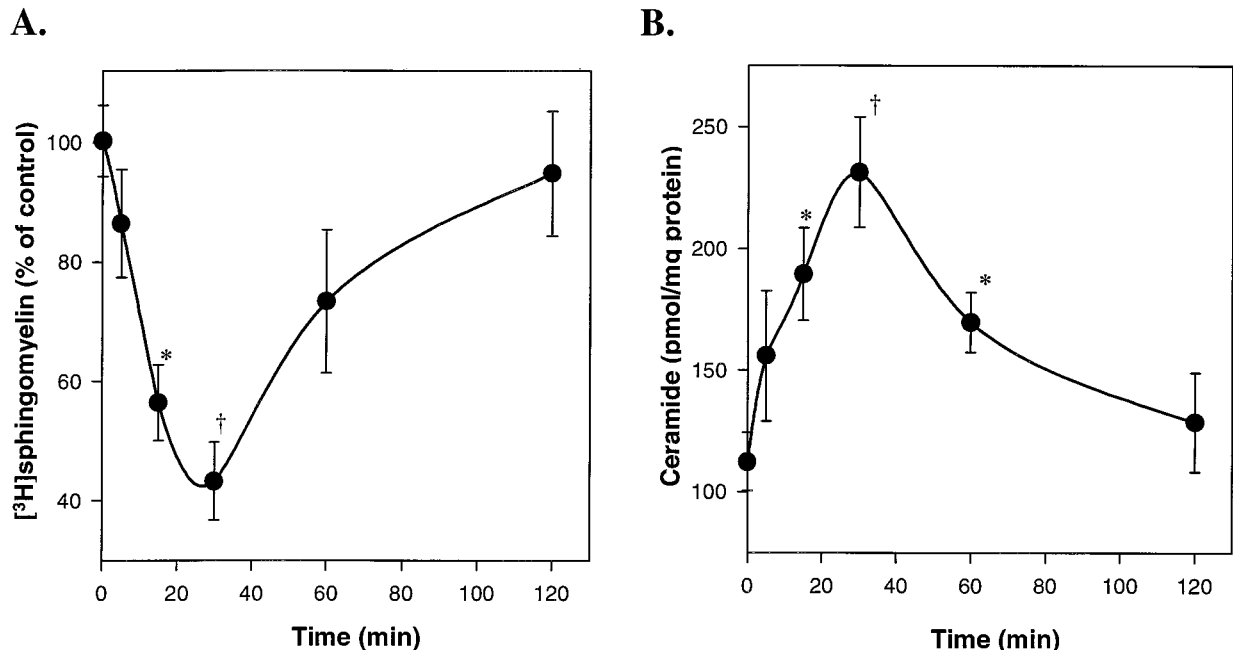 A.
[³H]sphingomyelin (% of control)
100
80
60
40
*
†
0 20 40 60 80 100 120
Time (min)
B.
Ceramide (pmol/mq protein)
250
200
150
100
*
†
*
0 20 40 60 80 100 120
Time (min)